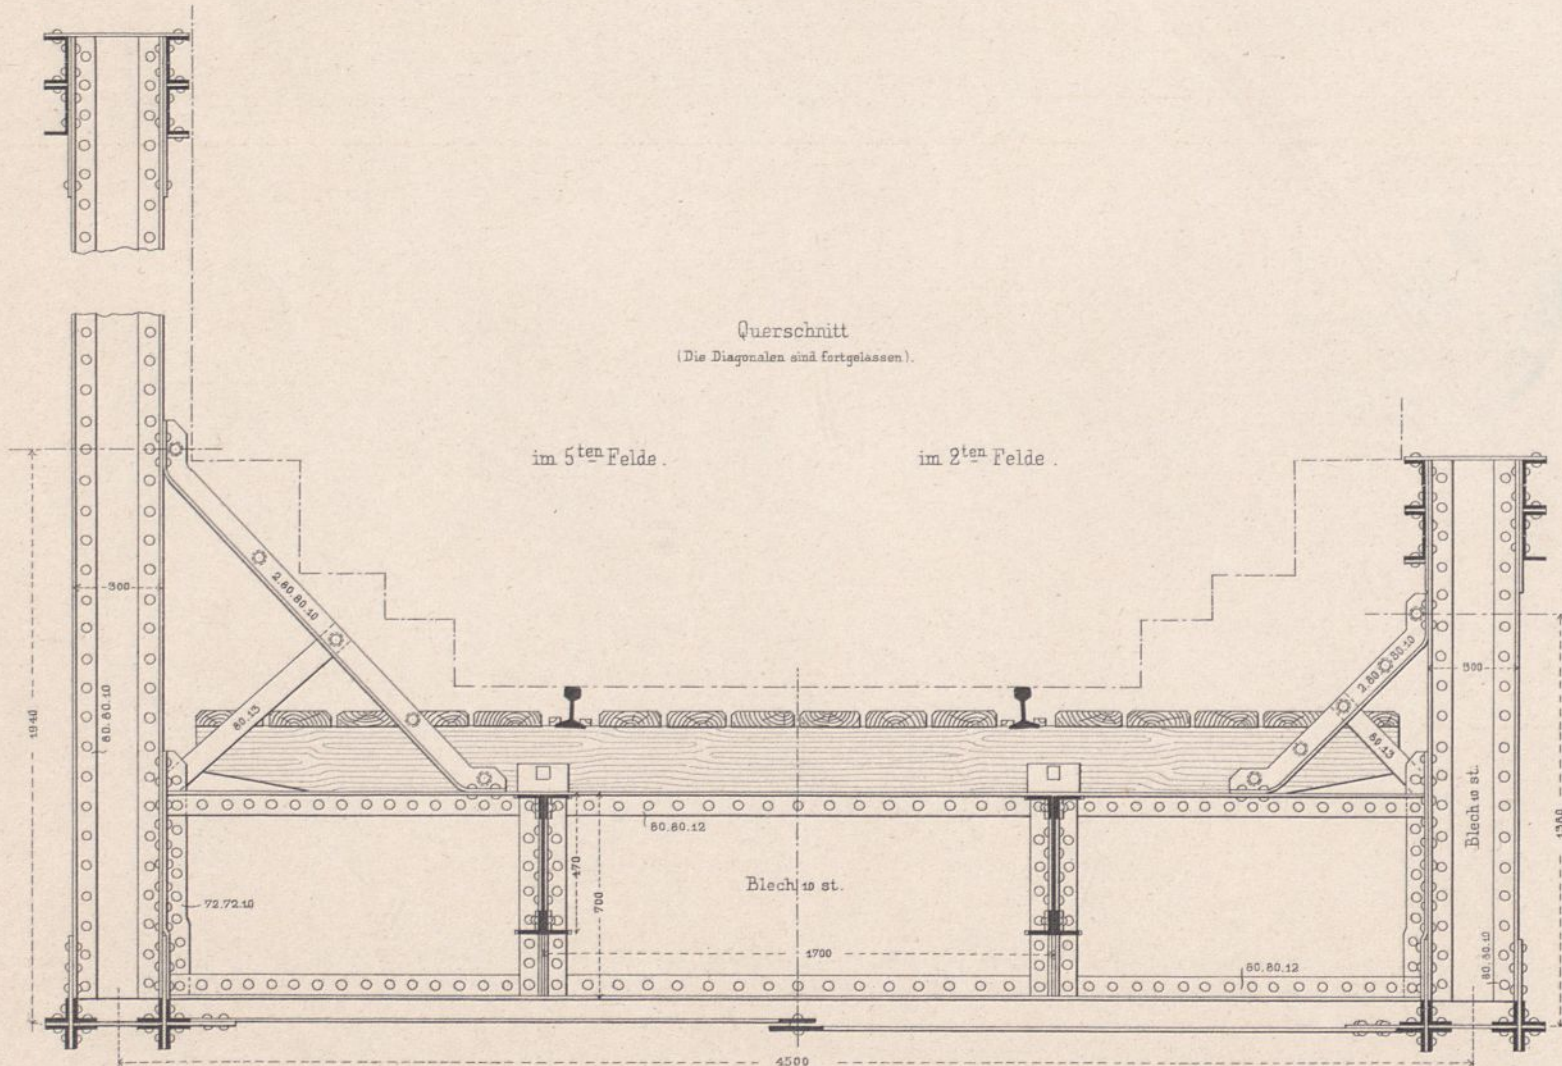 Querschnitt
(Die Diagonalen sind fortgelassen).
im 5ten Felde.
im 2ten Felde.
300
2.80.80.10
80.13
1940
80.80.10
80.80.12
470
700
Blech 10 st.
72.72.10
1700
80.80.12
2.80.80.10
80.13
300
Blech 10 st.
80.80.10
4500